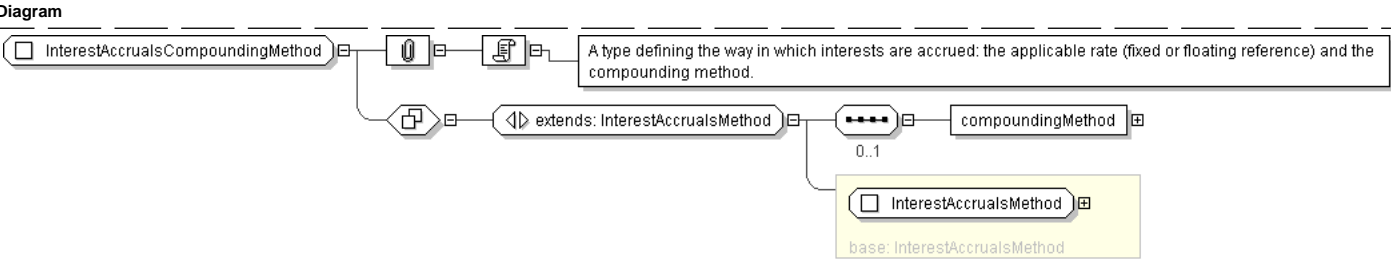 Diagram
InterestAccrualsCompoundingMethod
A type defining the way in which interests are accrued: the applicable rate (fixed or floating reference) and the
compounding method.
extends: InterestAccrualsMethod
compoundingMethod
0..1
InterestAccrualsMethod
base: InterestAccrualsMethod